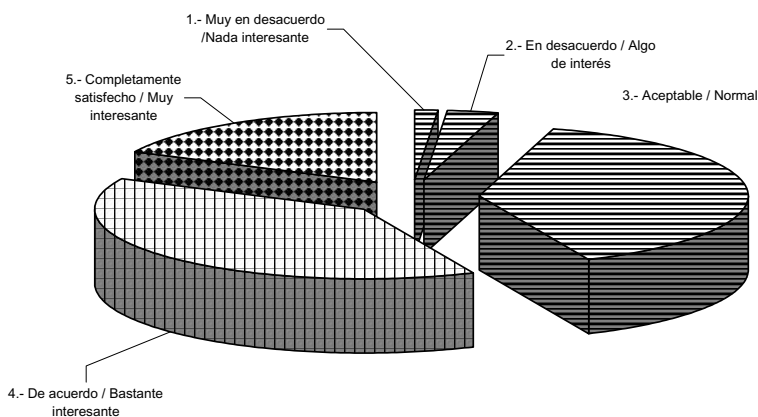 1.- Muy en desacuerdo
/Nada interesante
2.- En desacuerdo / Algo
de interés
3.- Aceptable / Normal
5.- Completamente
satisfecho / Muy
interesante
4.- De acuerdo / Bastante
interesante